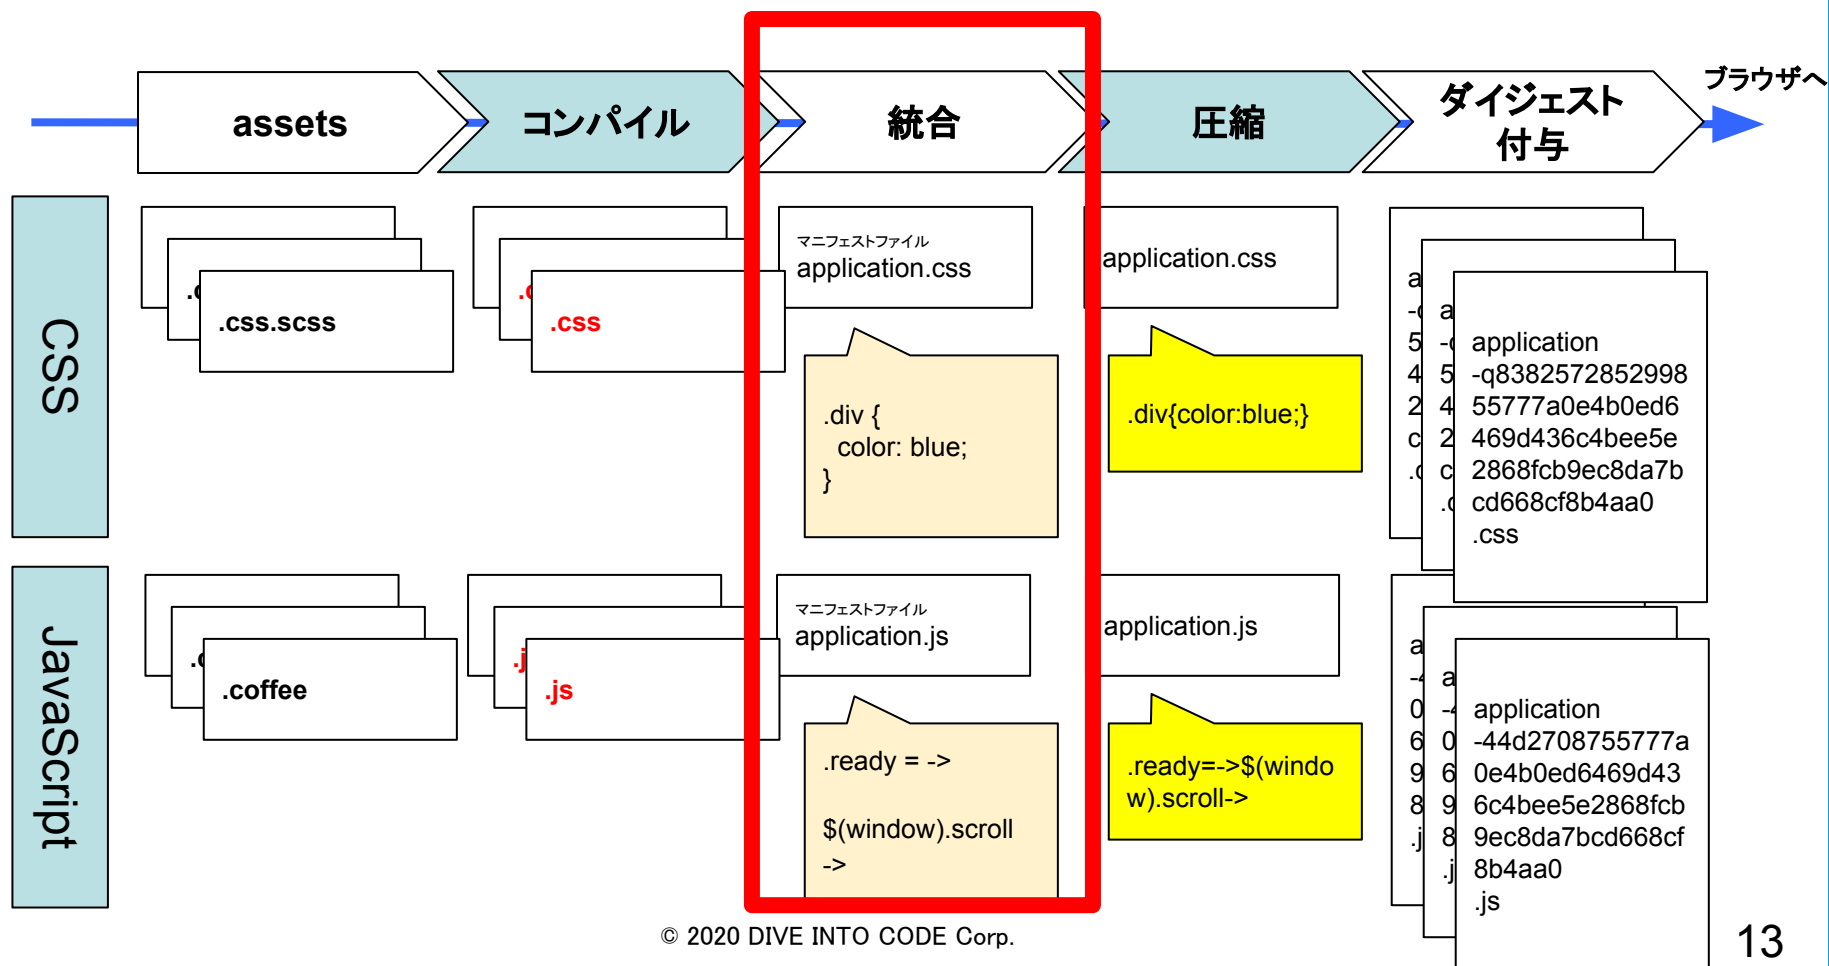 ブラウザへ
assets
コンパイル
統合
圧縮
ダイジェスト
付与
CSS
.css.scss
.css
マニフェストファイル
application.css
.div {
color: blue;
}
application.css
.div{color:blue;}
application
-q8382572852998
55777a0e4b0ed6
469d436c4bee5e
2868fcb9ec8da7b
cd668cf8b4aa0
.css
JavaScript
.coffee
.js
マニフェストファイル
application.js
.ready = ->
$(window).scroll
->
application.js
.ready=->$(windo
w).scroll->
application
-44d2708755777a
0e4b0ed6469d43
6c4bee5e2868fcb
9ec8da7bcd668cf
8b4aa0
.js
© 2020 DIVE INTO CODE Corp.
13